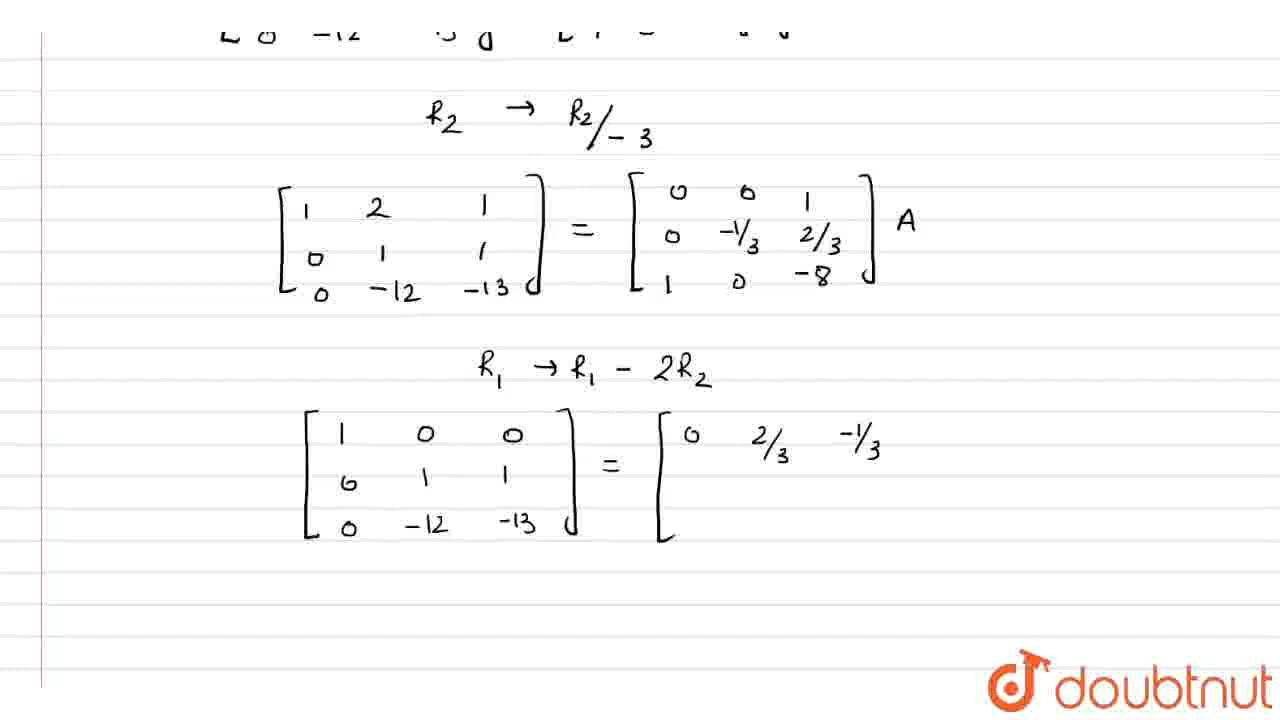 R2 → R2/-3
[ 1 2 1 ] = [ 0 0 1 ] A
[ 0 1 1 ] [ 0 -1/3 2/3 ]
[ 0 -12 -13 ] [ 1 0 -8 ]
R1 → R1 - 2R2
[ 1 0 0 ] = [ 0 2/3 -1/3
[ 0 1 1 ]
[ 0 -12 -13 ]
doubtnut